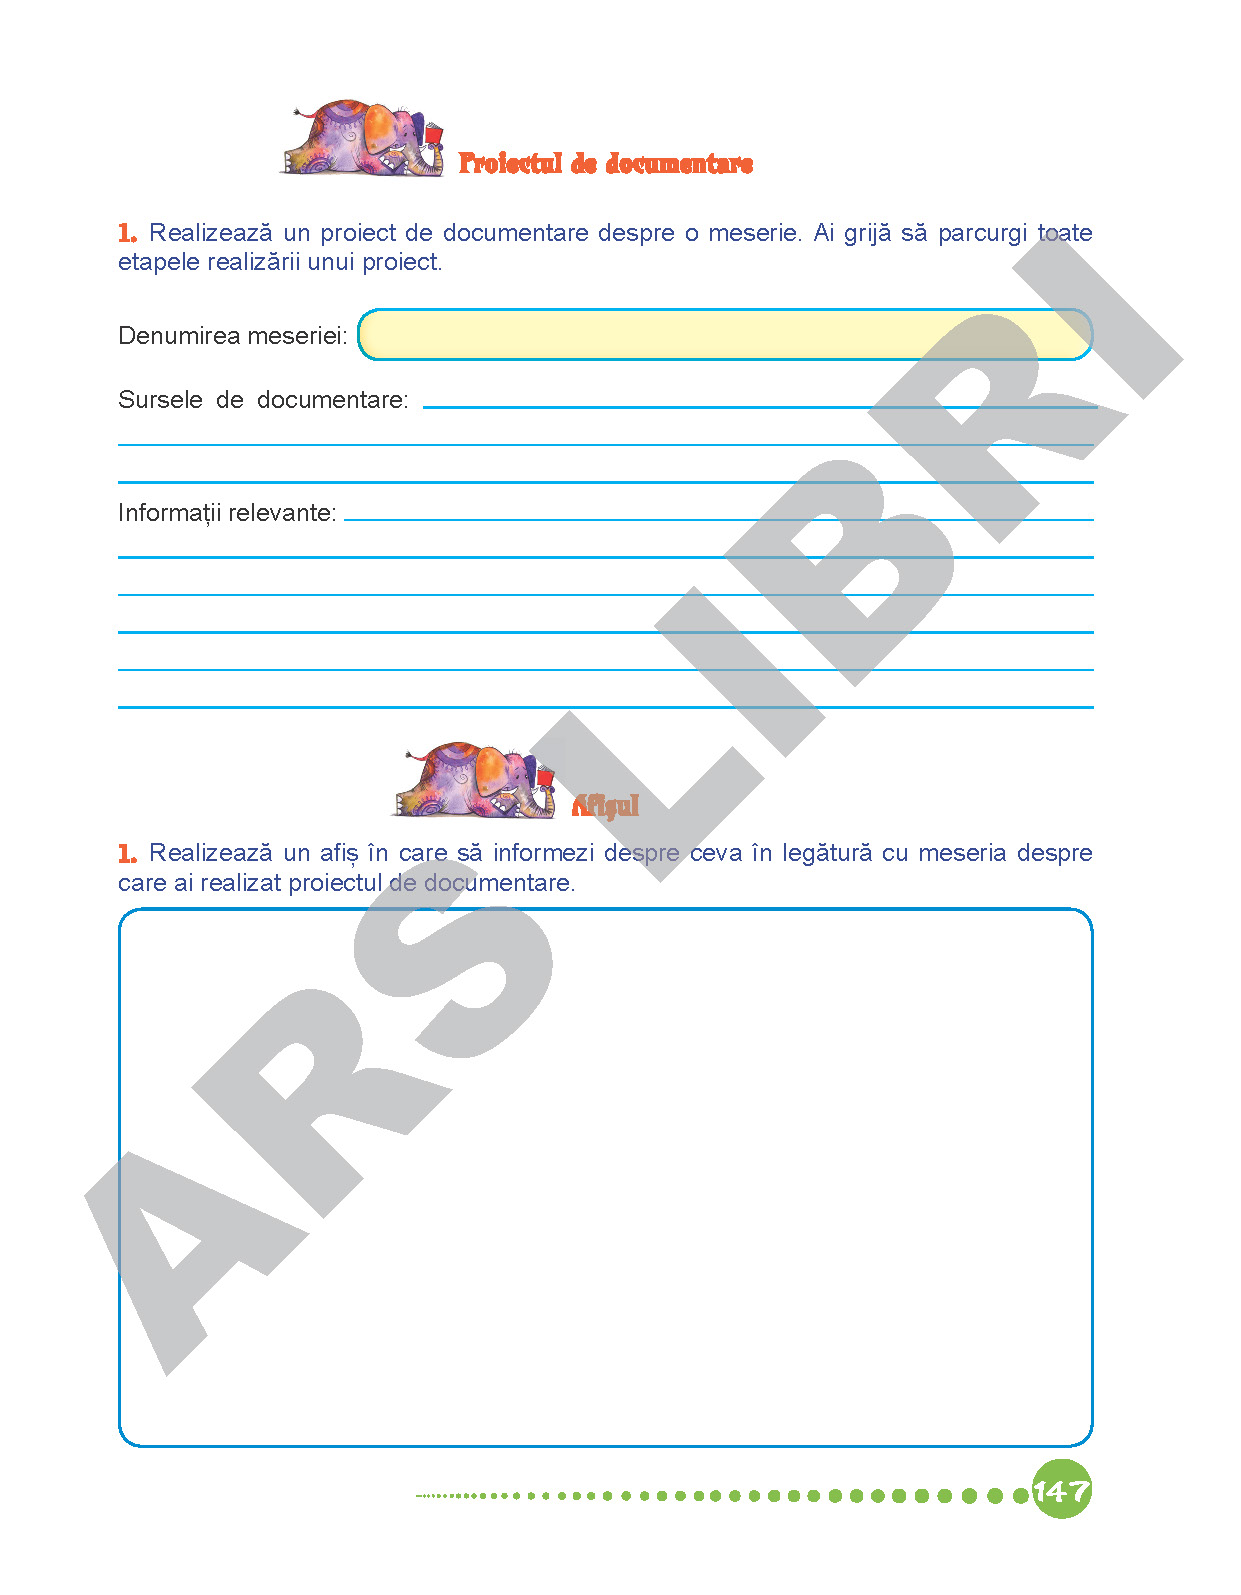 Proiectul de documentare
1. Realizează un proiect de documentare despre o meserie. Ai grijă să parcurgi toate
etapele realizării unui proiect.
Denumirea meseriei:
Sursele de documentare:
Informații relevante:
Afișul
1. Realizează un afiș în care să informezi despre ceva în legătură cu meseria despre
care ai realizat proiectul de documentare.
ARS LIBRI
147